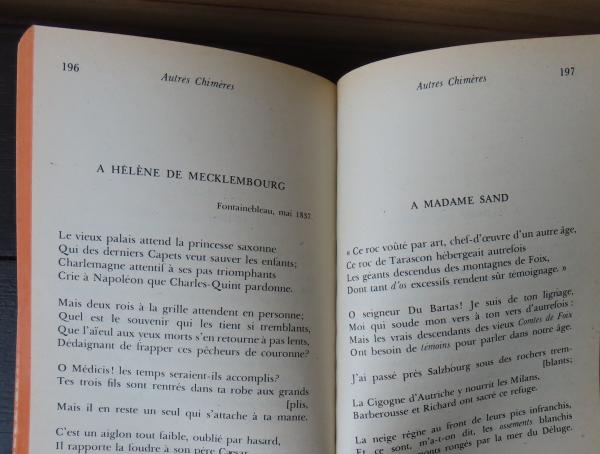 196
Autres Chimères
A HÉLÈNE DE MECKLEMBOURG
Fontainebleau, mai 1837.
Le vieux palais attend la princesse saxonne
Qui des derniers Capets veut sauver les enfants;
Charlemagne attentif à ses pas triomphants
Crie à Napoléon que Charles-Quint pardonne.
Mais deux rois à la grille attendent en personne;
Quel est le souvenir qui les tient si tremblants,
Que l'aïeul aux yeux morts s'en retourne à pas lents,
Dédaignant de frapper ces pêcheurs de couronne?
O Médicis! les temps seraient-ils accomplis?
Tes trois fils sont rentrés dans ta robe aux grands
[plis,
Mais il en reste un seul qui s'attache à ta mante.
C'est un aiglon tout faible, oublié par hasard,
Il rapporte la foudre à son père
197
Autres Chimères
A MADAME SAND
« Ce roc voûté par art, chef-d'œuvre d'un autre âge,
Ce roc de Tarascon hébergeait autrefois
Les géants descendus des montagnes de Foix,
Dont tant d'os excessifs rendent sûr témoignage. »
O seigneur Du Bartas! Je suis de ton lignage,
Moi qui soude mon vers à ton vers d'autrefois :
Mais les vrais descendants des vieux Comtes de Foix
Ont besoin de témoins pour parler dans notre âge.
J'ai passé près Salzbourg sous des rochers trem-
[blants;
La Cigogne d'Autriche y nourrit les Milans,
Barberousse et Richard ont sacré ce refuge.
La neige règne au front de leurs pics infranchis,
Et ce sont, m'a-t-on dit, les ossements blanchis
rongés par la mer du Déluge.